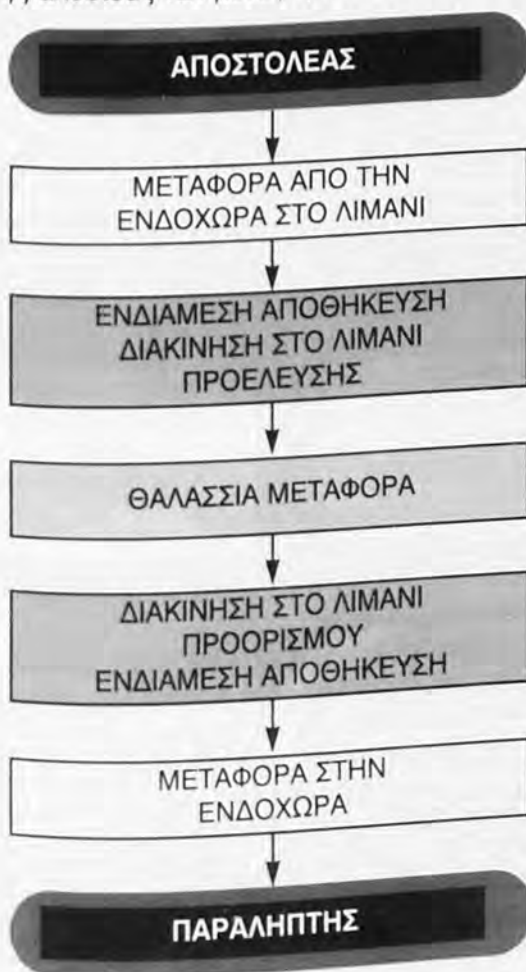 ΑΠΟΣΤΟΛΕΑΣ
ΜΕΤΑΦΟΡΑ ΑΠΟ ΤΗΝ
ΕΝΔΟΧΩΡΑ ΣΤΟ ΛΙΜΑΝΙ
ΕΝΔΙΑΜΕΣΗ ΑΠΟΘΗΚΕΥΣΗ
ΔΙΑΚΙΝΗΣΗ ΣΤΟ ΛΙΜΑΝΙ
ΠΡΟΕΛΕΥΣΗΣ
ΘΑΛΑΣΣΙΑ ΜΕΤΑΦΟΡΑ
ΔΙΑΚΙΝΗΣΗ ΣΤΟ ΛΙΜΑΝΙ
ΠΡΟΟΡΙΣΜΟΥ
ΕΝΔΙΑΜΕΣΗ ΑΠΟΘΗΚΕΥΣΗ
ΜΕΤΑΦΟΡΑ ΣΤΗΝ
ΕΝΔΟΧΩΡΑ
ΠΑΡΑΛΗΠΤΗΣ